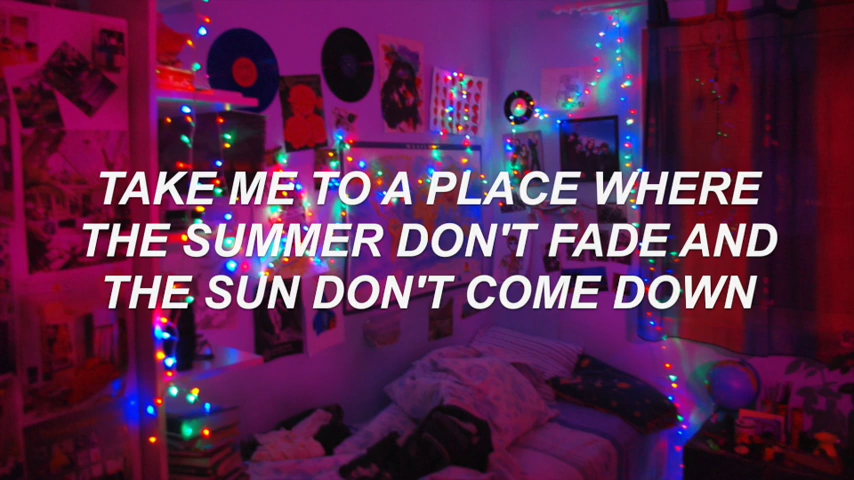 TAKE ME TO A PLACE WHERE
THE SUMMER DON'T FADE AND
THE SUN DON'T COME DOWN